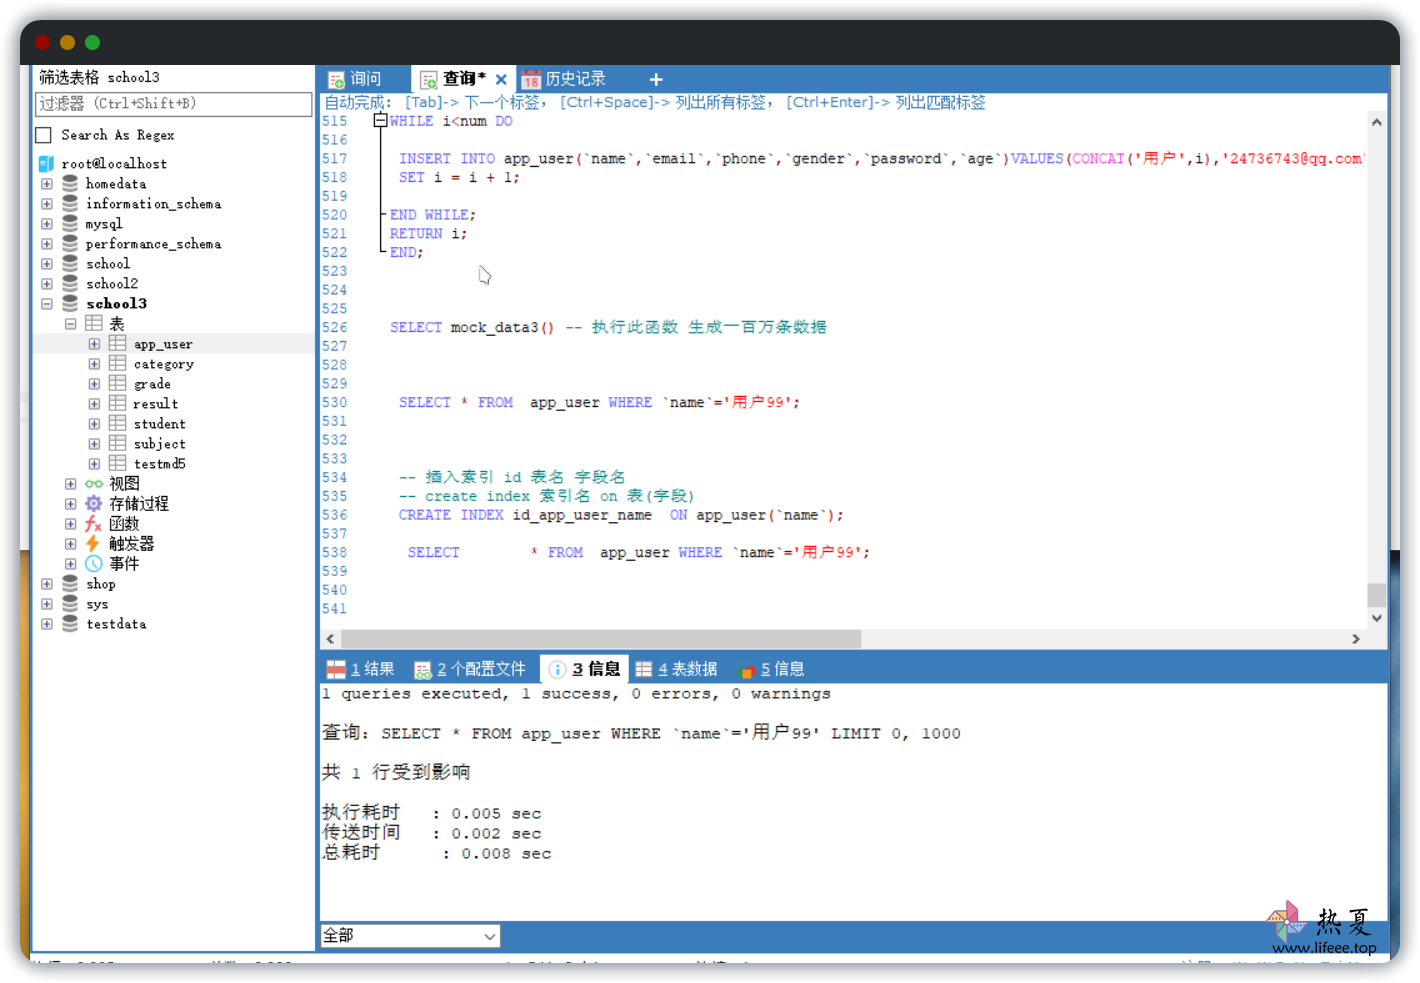 筛选表格 school3
过滤器 (Ctrl+Shift+B)
Search As Regex
root@localhost
homedata
information_schema
mysql
performance_schema
school
school2
school3
表
app_user
category
grade
result
student
subject
testmd5
视图
存储过程
函数
触发器
事件
shop
sys
testdata
询问 查询* 18 历史记录
自动完成: [Tab]-> 下一个标签, [Ctrl+Space]-> 列出所有标签, [Ctrl+Enter]-> 列出匹配标签
515 WHILE i<num DO
516
517 INSERT INTO app_user(`name`,`email`,`phone`,`gender`,`password`,`age`)VALUES(CONCAT('用户',i),'24736743@qq.com'
518 SET i = i + 1;
519
520 END WHILE;
521 RETURN i;
522 END;
523
524
525
526 SELECT mock_data3() -- 执行此函数 生成一百万条数据
527
528
529
530 SELECT * FROM app_user WHERE `name`='用户99';
531
532
533
534 -- 插入索引 id 表名 字段名
535 -- create index 索引名 on 表(字段)
536 CREATE INDEX id_app_user_name ON app_user(`name`);
537
538 SELECT * FROM app_user WHERE `name`='用户99';
539
540
541
1 结果 2 个配置文件 3 信息 4 表数据 5 信息
1 queries executed, 1 success, 0 errors, 0 warnings
查询: SELECT * FROM app_user WHERE `name`='用户99' LIMIT 0, 1000
共 1 行受到影响
执行耗时 : 0.005 sec
传送时间 : 0.002 sec
总耗时 : 0.008 sec
全部
热夏
www.lifeee.top